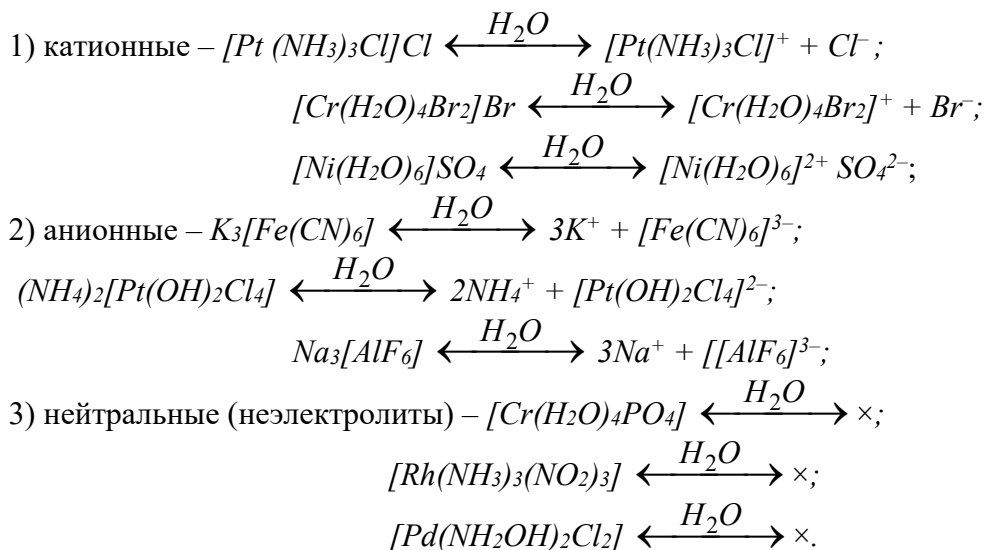 1) катионные – [Pt (NH₃)₃Cl]Cl ⟷ H₂O [Pt(NH₃)₃Cl]⁺ + Cl⁻;
[Cr(H₂O)₄Br₂]Br ⟷ H₂O [Cr(H₂O)₄Br₂]⁺ + Br⁻;
[Ni(H₂O)₆]SO₄ ⟷ H₂O [Ni(H₂O)₆]²⁺ SO₄²⁻;
2) анионные – K₃[Fe(CN)₆] ⟷ H₂O 3K⁺ + [Fe(CN)₆]³⁻;
(NH₄)₂[Pt(OH)₂Cl₄] ⟷ H₂O 2NH₄⁺ + [Pt(OH)₂Cl₄]²⁻;
Na₃[AlF₆] ⟷ H₂O 3Na⁺ + [[AlF₆]³⁻;
3) нейтральные (неэлектролиты) – [Cr(H₂O)₄PO₄] ⟷ H₂O ×;
[Rh(NH₃)₃(NO₂)₃] ⟷ H₂O ×;
[Pd(NH₂OH)₂Cl₂] ⟷ H₂O ×.